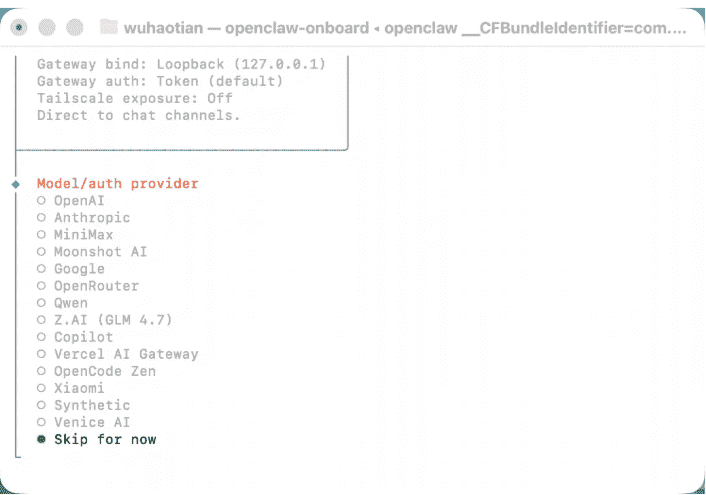 wuhaotian — openclaw-onboard ◂ openclaw __CFBundleIdentifier=com....
Gateway bind: Loopback (127.0.0.1)
Gateway auth: Token (default)
Tailscale exposure: Off
Direct to chat channels.
Model/auth provider
OpenAI
Anthropic
MiniMax
Moonshot AI
Google
OpenRouter
Qwen
Z.AI (GLM 4.7)
Copilot
Vercel AI Gateway
OpenCode Zen
Xiaomi
Synthetic
Venice AI
Skip for now